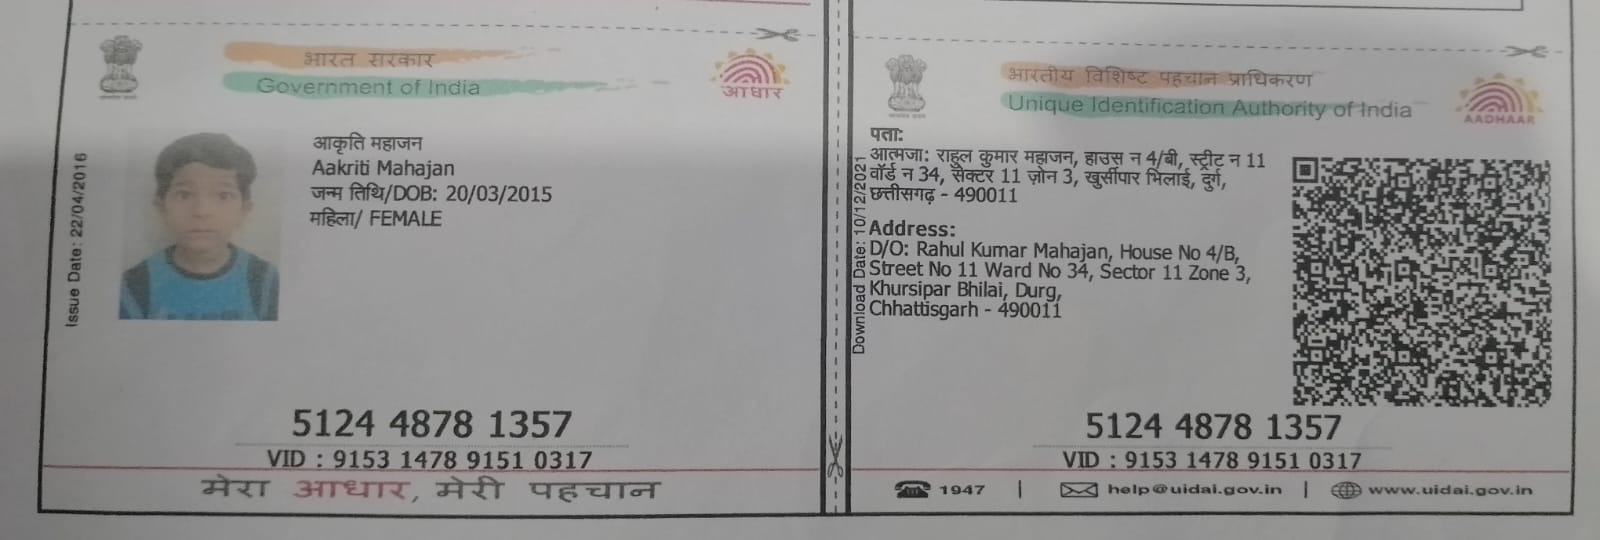 भारत सरकार
Government of India
आधार
Issue Date: 22/04/2016
आकृति महाजन
Aakriti Mahajan
जन्म तिथि/DOB: 20/03/2015
महिला/ FEMALE
5124 4878 1357
VID : 9153 1478 9151 0317
मेरा आधार, मेरी पहचान
भारतीय विशिष्ट पहचान प्राधिकरण
Unique Identification Authority of India
AADHAAR
Download Date: 10/12/2021
पता:
आत्मजा: राहुल कुमार महाजन, हाउस न 4/बी, स्ट्रीट न 11
वॉर्ड न 34, सेक्टर 11 ज़ोन 3, खुर्सीपार भिलाई, दुर्ग,
छत्तीसगढ़ - 490011
Address:
D/O: Rahul Kumar Mahajan, House No 4/B,
Street No 11 Ward No 34, Sector 11 Zone 3,
Khursipar Bhilai, Durg,
Chhattisgarh - 490011
5124 4878 1357
VID : 9153 1478 9151 0317
1947 | help@uidai.gov.in | www.uidai.gov.in